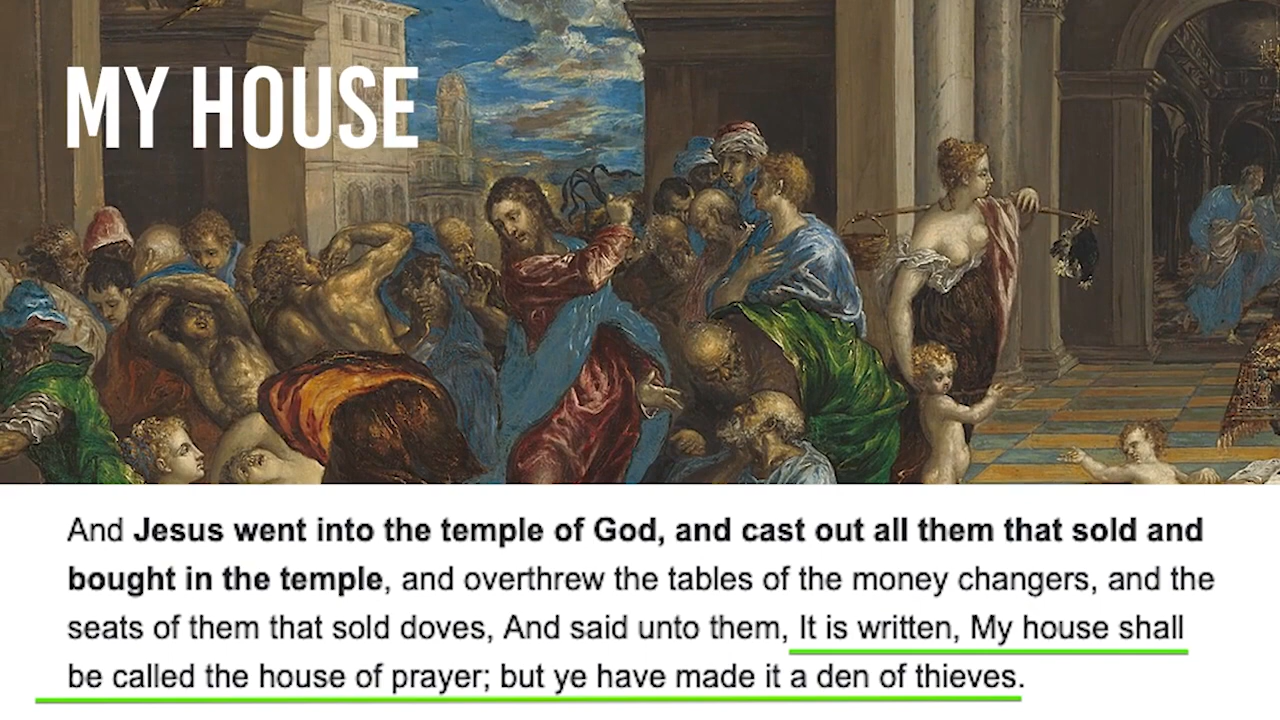 MY HOUSE
And Jesus went into the temple of God, and cast out all them that sold and
bought in the temple, and overthrew the tables of the money changers, and the
seats of them that sold doves, And said unto them, It is written, My house shall
be called the house of prayer; but ye have made it a den of thieves.